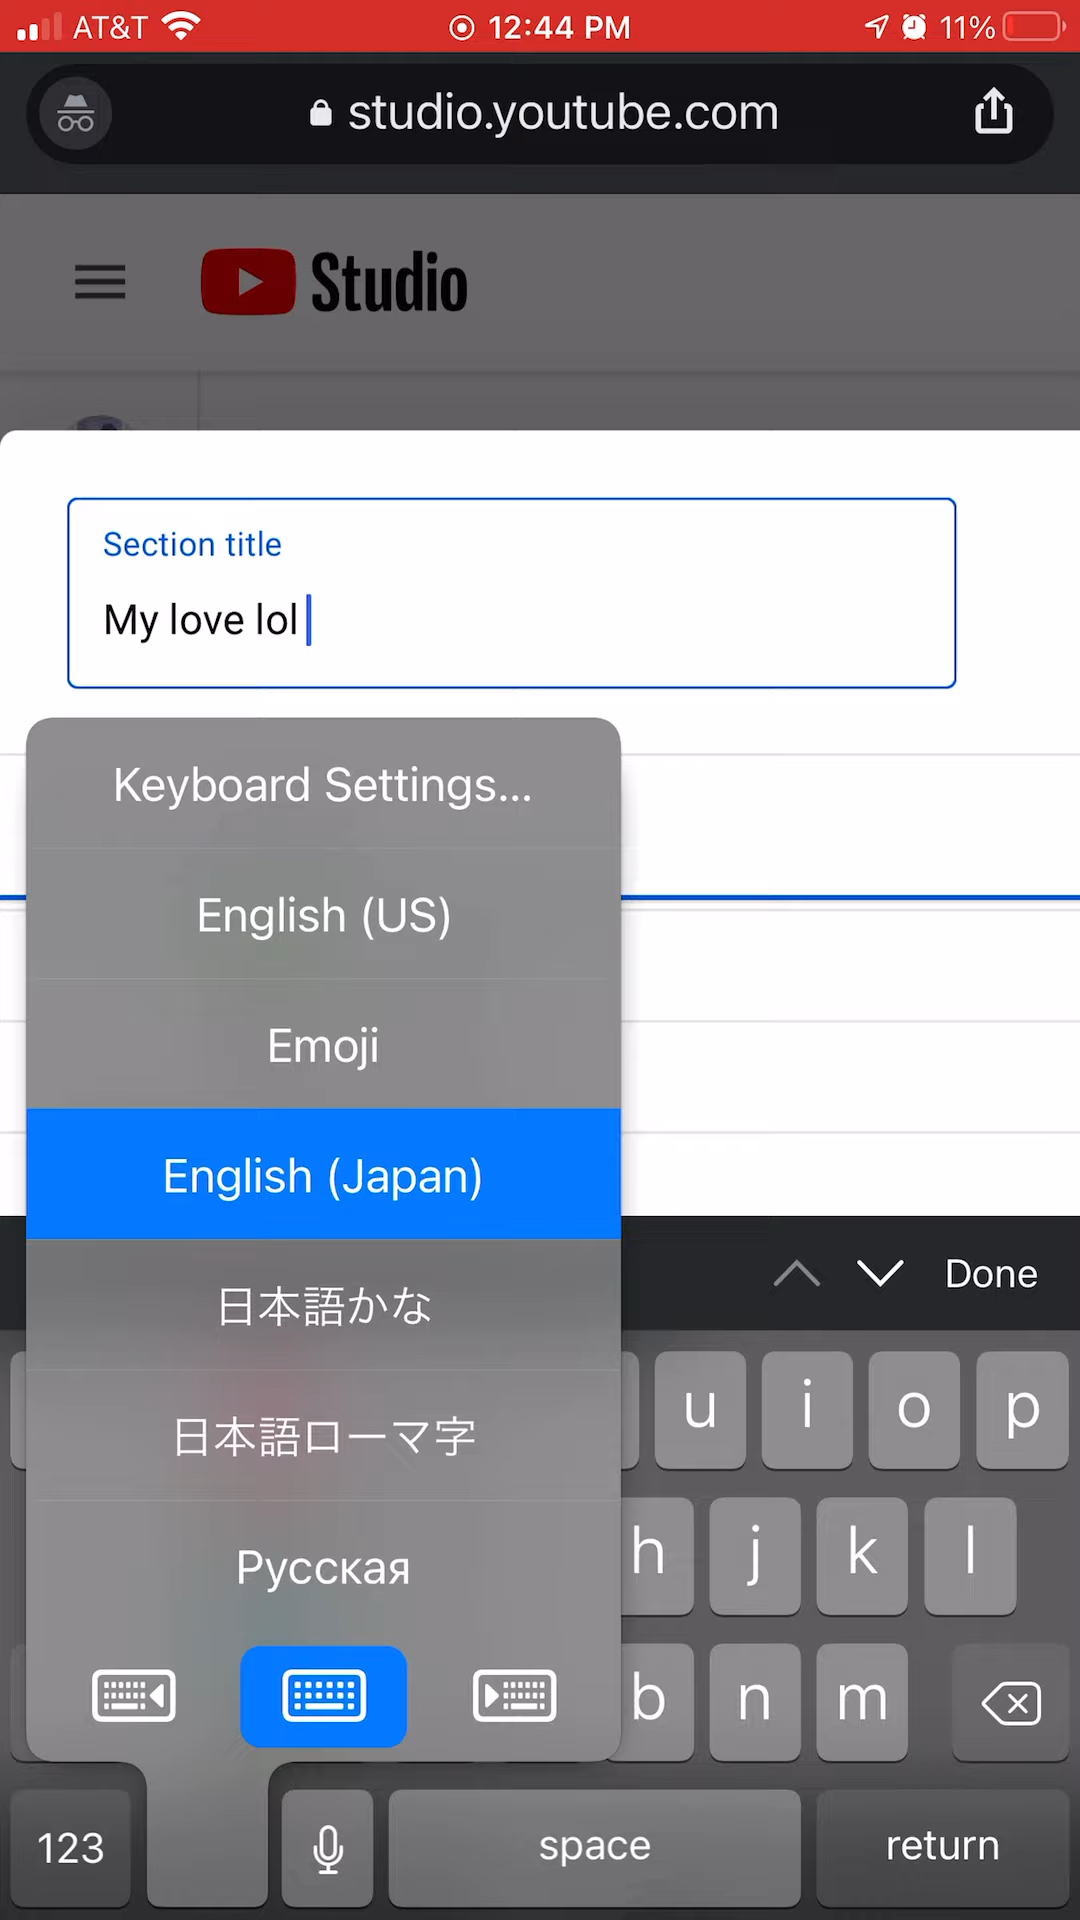 AT&T 12:44 PM 11%
studio.youtube.com
Studio
Section title
My love lol
Keyboard Settings...
English (US)
Emoji
English (Japan)
日本語かな
日本語ローマ字
Русская
Done
u i o p
h j k l
b n m
123 space return